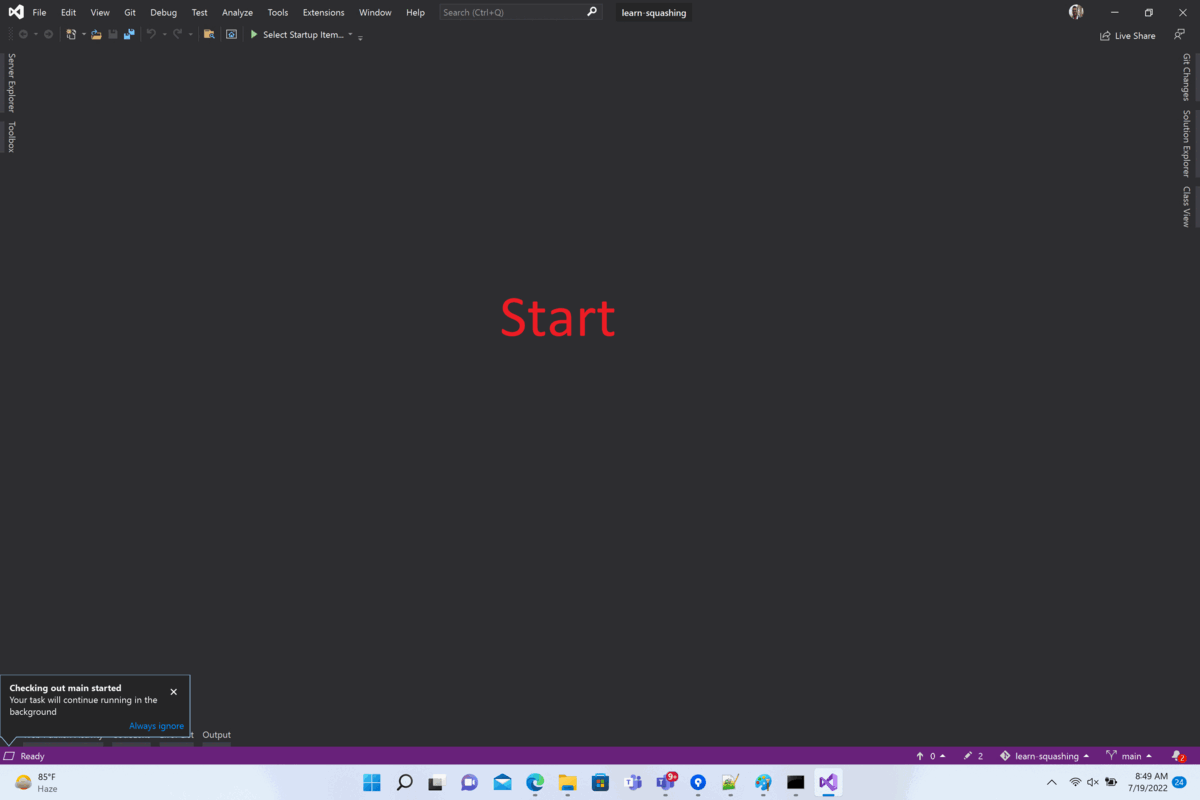 File Edit View Git Debug Test Analyze Tools Extensions Window Help Search (Ctrl+Q) learn-squashing
Select Startup Item...
Live Share
Server Explorer
Toolbox
Git Changes
Solution Explorer
Class View
Start
Checking out main started
Your task will continue running in the
background
Always ignore
Output
Ready
0
2
learn-squashing
main
2
85°F
Haze
9+
8:49 AM
7/19/2022
24